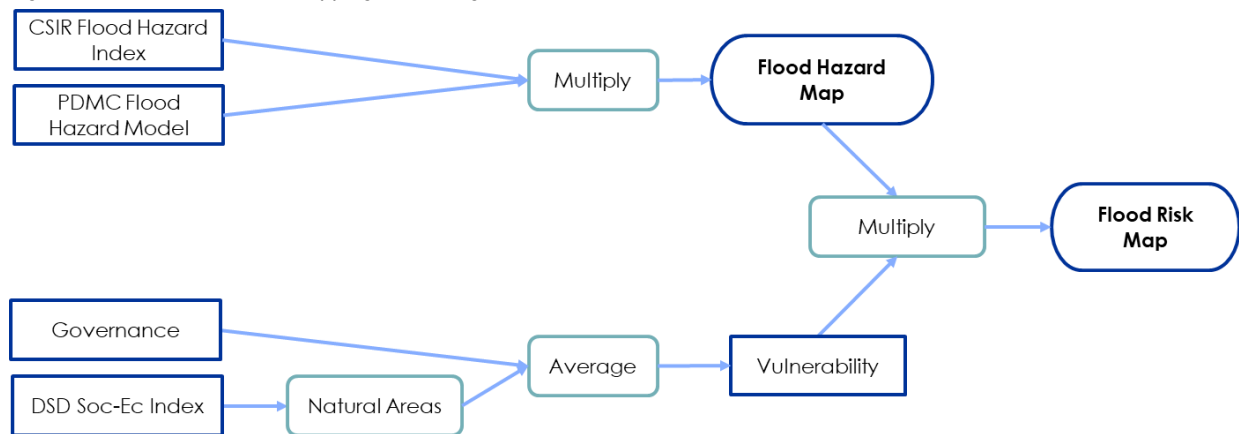 CSIR Flood Hazard
Index
PDMC Flood
Hazard Model
Multiply
Flood Hazard
Map
Multiply
Flood Risk
Map
Governance
DSD Soc-Ec Index
Natural Areas
Average
Vulnerability